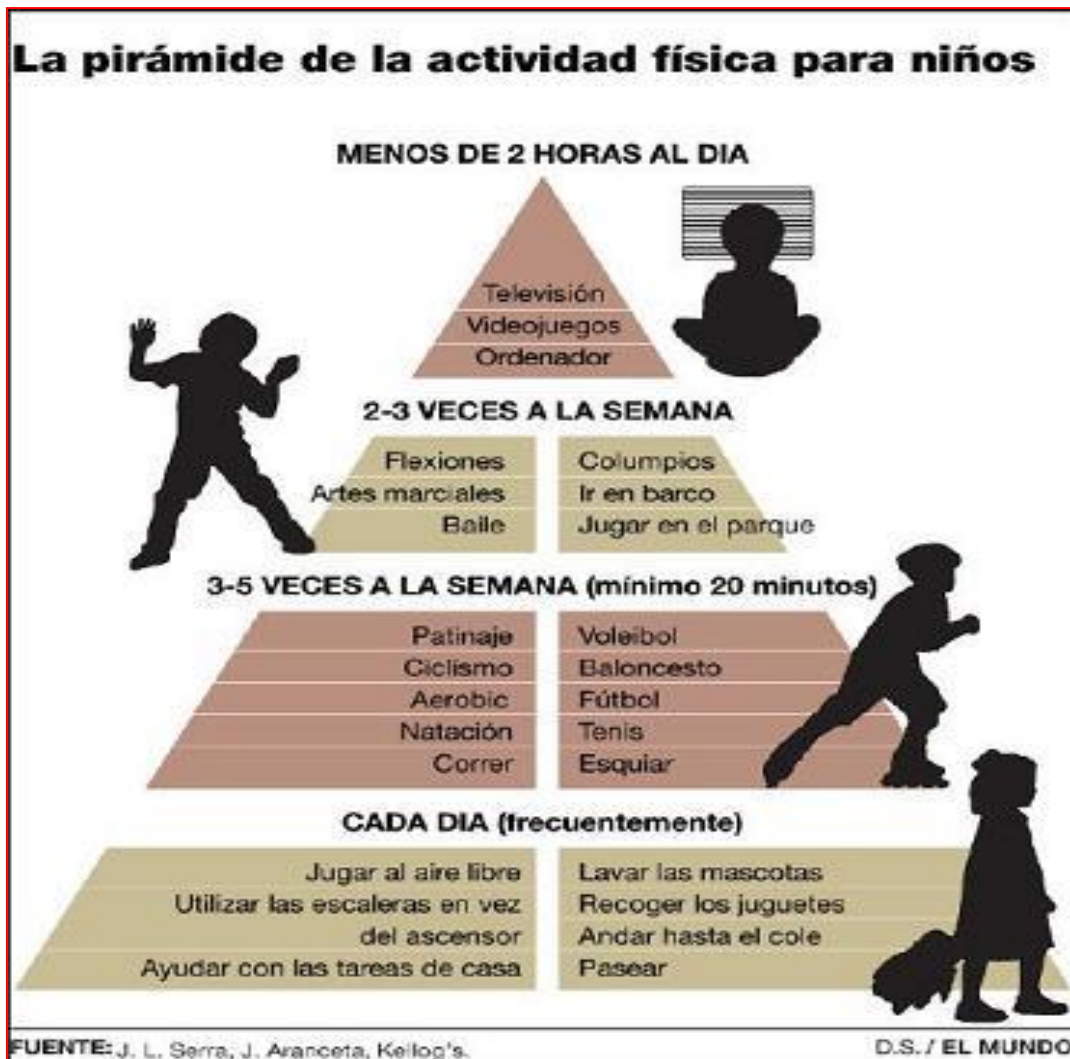 La pirámide de la actividad física para niños
MENOS DE 2 HORAS AL DIA
Televisión
Videojuegos
Ordenador
2-3 VECES A LA SEMANA
Flexiones
Artes marciales
Baile
Columpios
Ir en barco
Jugar en el parque
3-5 VECES A LA SEMANA (mínimo 20 minutos)
Patinaje
Ciclismo
Aerobic
Natación
Correr
Voleibol
Baloncesto
Fútbol
Tenis
Esquiar
CADA DIA (frecuentemente)
Jugar al aire libre
Utilizar las escaleras en vez
del ascensor
Ayudar con las tareas de casa
Lavar las mascotas
Recoger los juguetes
Andar hasta el cole
Pasear
FUENTE: J. L. Serra, J. Aranceta, Kellog's.
D.S. / EL MUNDO